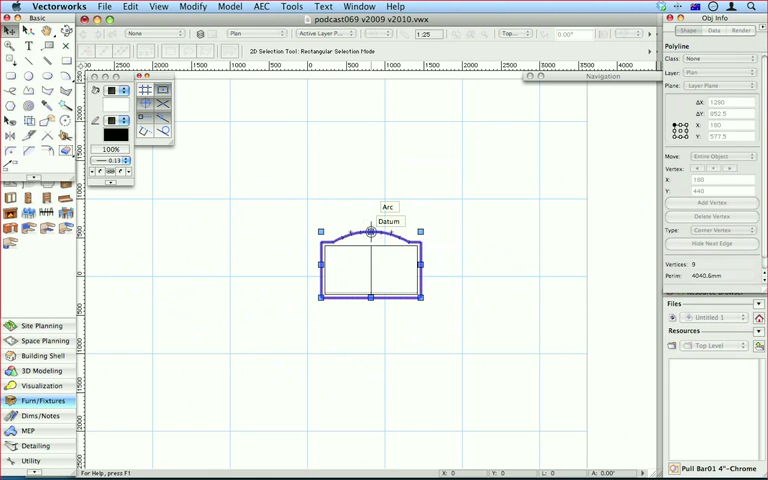 Vectorworks File Edit View Modify Model AEC Tools Text Window Help
Basic
podcast069 v2009 v2010.vwx
Obj Info
None
Plan
Active Layer P...
1:25
Top...
0.00°
Shape Data Render
2D Selection Tool: Rectangular Selection Mode
Polyline
Class: None
Layer: Plan
Plane: Layer Plane
Navigation
2500 2000 1500 1000 500 0 500 1000 1500 2000 2500 3000 3500 4000
ΔX: 1280
ΔY: 852.5
X: 180
Y: 577.5
100%
0.13
Move: Entire Object
Vertex:
X: 180
Y: 440
Add Vertex
Delete Vertex
Type: Corner Vertex
Hide Next Edge
Arc
Datum
Vertices: 9
Perim: 4040.6mm
Files
Untitled 1
Resources
Top Level
Site Planning
Space Planning
Building Shell
3D Modeling
Visualization
Furn/Fixtures
Dims/Notes
MEP
Detailing
Utility
Pull Bar01 4"-Chrome
For Help, press F1
X: 0 Y: 0 L: 0 A: 0.00°